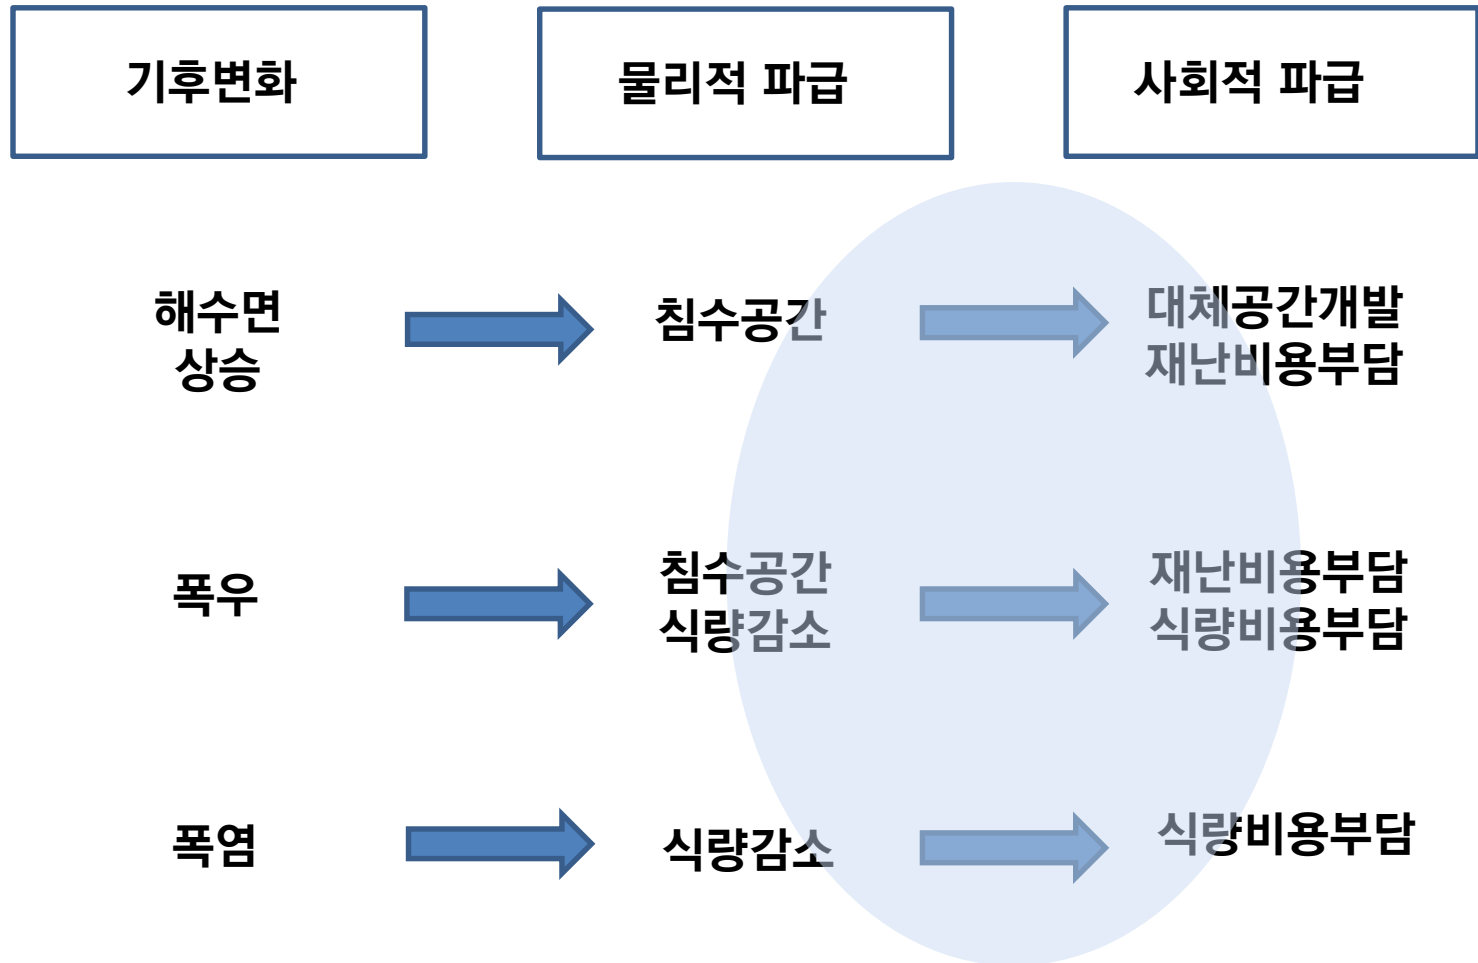 기후변화
물리적 파급
사회적 파급
해수면
상승
침수공간
대체공간개발
재난비용부담
폭우
침수공간
식량감소
재난비용부담
식량비용부담
폭염
식량감소
식량비용부담